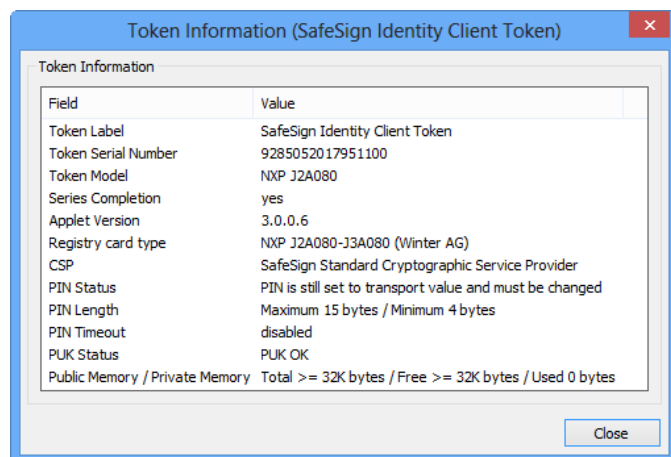 Token Information (SafeSign Identity Client Token)
Token Information
Field Value
Token Label SafeSign Identity Client Token
Token Serial Number 9285052017951100
Token Model NXP J2A080
Series Completion yes
Applet Version 3.0.0.6
Registry card type NXP J2A080-J3A080 (Winter AG)
CSP SafeSign Standard Cryptographic Service Provider
PIN Status PIN is still set to transport value and must be changed
PIN Length Maximum 15 bytes / Minimum 4 bytes
PIN Timeout disabled
PUK Status PUK OK
Public Memory / Private Memory Total >= 32K bytes / Free >= 32K bytes / Used 0 bytes
Close